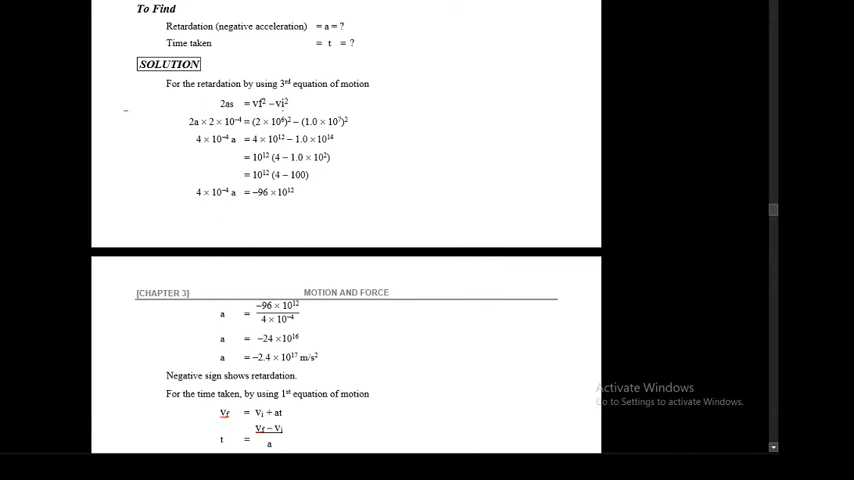 To Find
Retardation (negative acceleration) = a = ?
Time taken = t = ?
SOLUTION
For the retardation by using 3rd equation of motion
2as = vf² – vi²
2a × 2 × 10⁻⁴ = (2 × 10⁶)² – (1.0 × 10⁷)²
4 × 10⁻⁴ a = 4 × 10¹² – 1.0 × 10¹⁴
= 10¹² (4 – 1.0 × 10²)
= 10¹² (4 – 100)
4 × 10⁻⁴ a = –96 × 10¹²
[CHAPTER 3] MOTION AND FORCE
–96 × 10¹²
a =
4 × 10⁻⁴
a = –24 × 10¹⁶
a = –2.4 × 10¹⁷ m/s²
Negative sign shows retardation.
For the time taken, by using 1st equation of motion
vf = vi + at
vf – vi
t =
a
Activate Windows
Go to Settings to activate Windows.